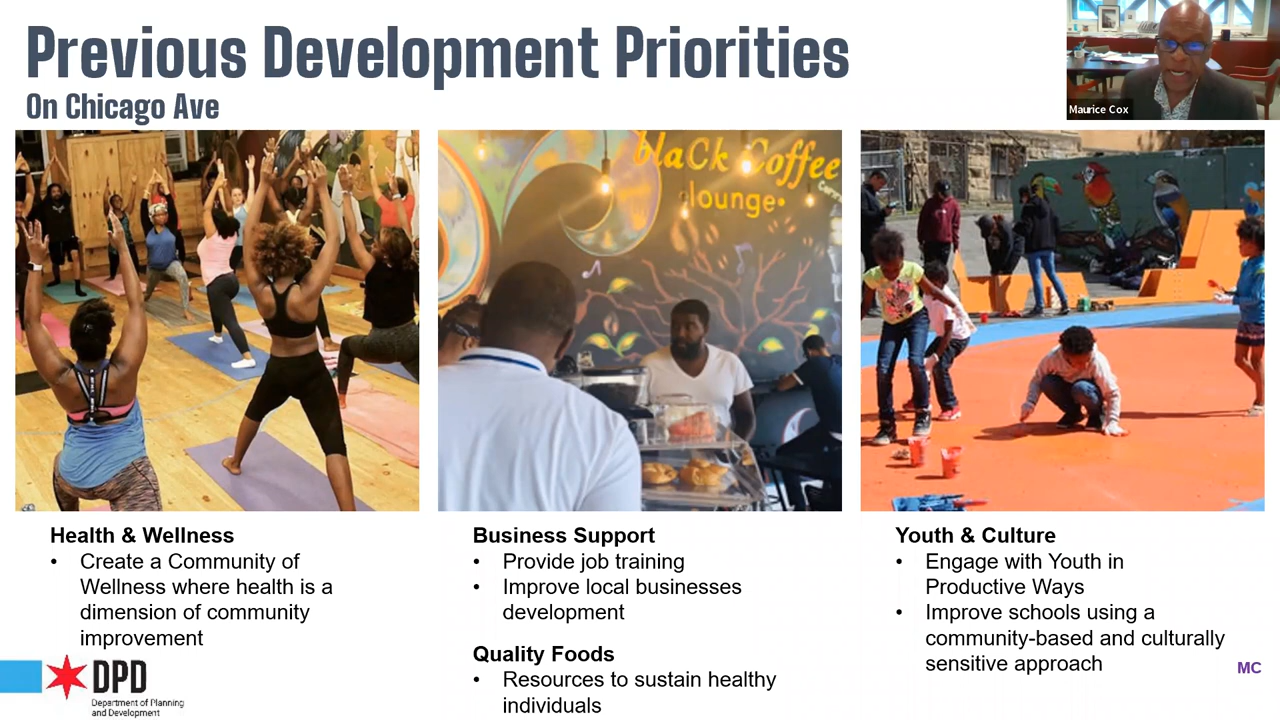 Previous Development Priorities
On Chicago Ave
Maurice Cox
blaCk Coffee
lounge
Health & Wellness
• Create a Community of
Wellness where health is a
dimension of community
improvement
Business Support
• Provide job training
• Improve local businesses
development
Quality Foods
• Resources to sustain healthy
individuals
Youth & Culture
• Engage with Youth in
Productive Ways
• Improve schools using a
community-based and culturally
sensitive approach
DPD
Department of Planning
and Development
MC